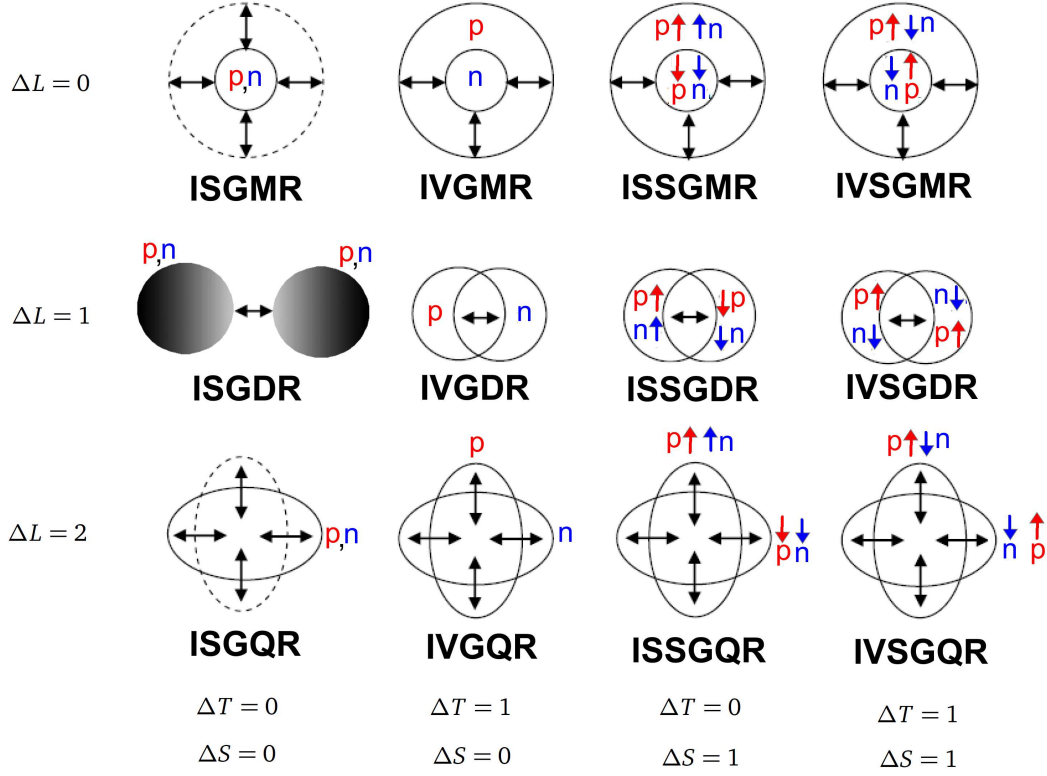 p p↑ ↑n p↑ ↓n
ΔL = 0 p,n n ↓ ↓ ↓ ↑
p n n p
ISGMR IVGMR ISSGMR IVSGMR
p,n p,n
p↑ ↓p p↑ n↓
ΔL = 1 p n
n↑ ↓n n↓ p↑
ISGDR IVGDR ISSGDR IVSGDR
p p↑ ↑n p↑ ↓n
ΔL = 2 p,n n ↓ ↓ ↓ ↑
p n n p
ISGQR IVGQR ISSGQR IVSGQR
ΔT = 0 ΔT = 1 ΔT = 0 ΔT = 1
ΔS = 0 ΔS = 0 ΔS = 1 ΔS = 1